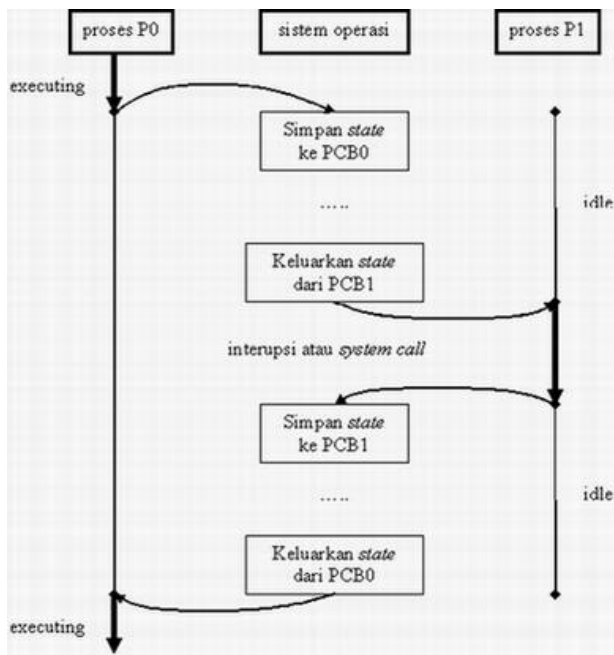 proses P0
sistem operasi
proses P1
executing
Simpan state
ke PCB0
.....
idle
Keluarkan state
dari PCB1
interupsi atau system call
Simpan state
ke PCB1
.....
idle
Keluarkan state
dari PCB0
executing